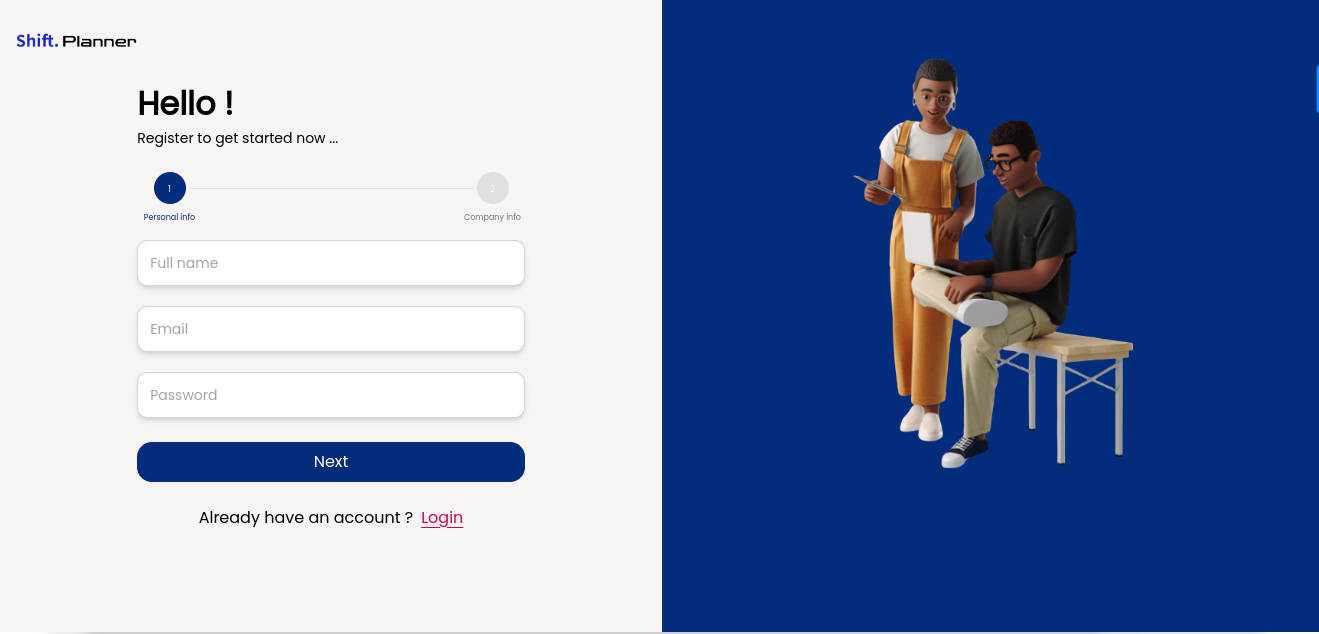 Shift. Planner
Hello !
Register to get started now ...
1
2
Personal info
Company info
Full name
Email
Password
Next
Already have an account ? Login